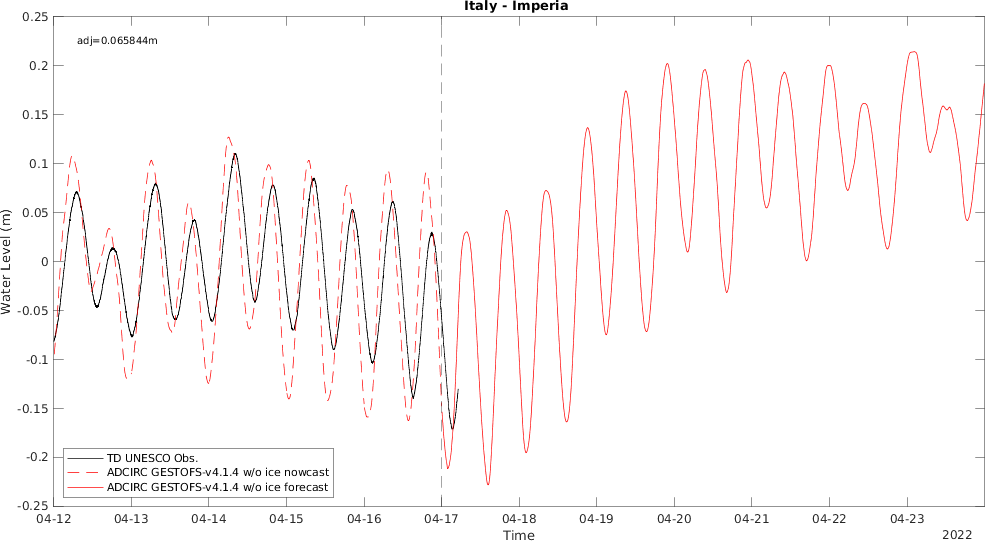 Italy - Imperia
adj=0.065844m
Water Level (m)
0.25
0.2
0.15
0.1
0.05
0
-0.05
-0.1
-0.15
-0.2
-0.25
TD UNESCO Obs.
ADCIRC GESTOFS-v4.1.4 w/o ice nowcast
ADCIRC GESTOFS-v4.1.4 w/o ice forecast
04-12 04-13 04-14 04-15 04-16 04-17 04-18 04-19 04-20 04-21 04-22 04-23
Time
2022